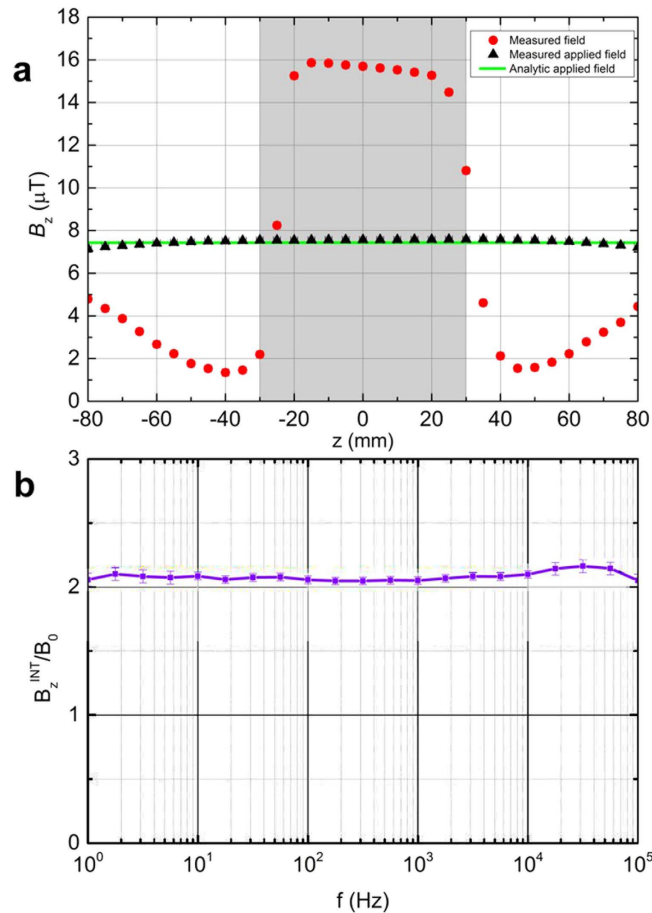 a
18
16
14
12
10
8
6
4
2
0
B_z (μT)
Measured field
Measured applied field
Analytic applied field
-80 -60 -40 -20 0 20 40 60 80
z (mm)
b
3
2
1
0
B_z^INT/B_0
10^0 10^1 10^2 10^3 10^4 10^5
f (Hz)